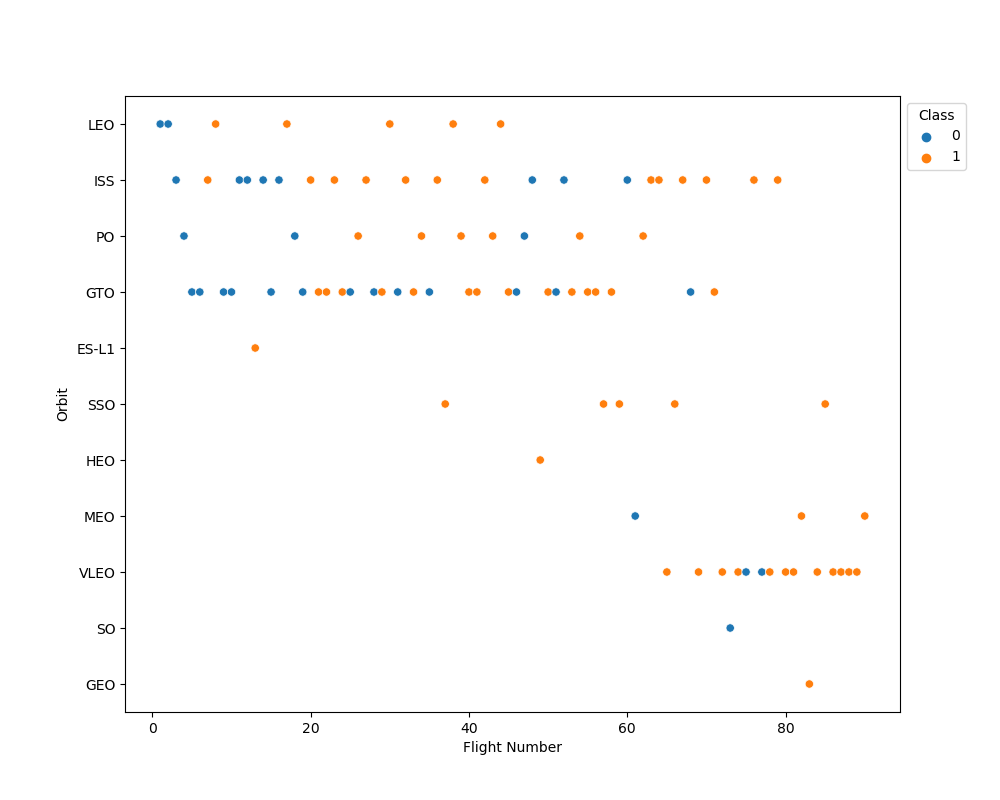 Class
0
1
LEO
ISS
PO
GTO
ES-L1
SSO
HEO
MEO
VLEO
SO
GEO
Orbit
0 20 40 60 80
Flight Number